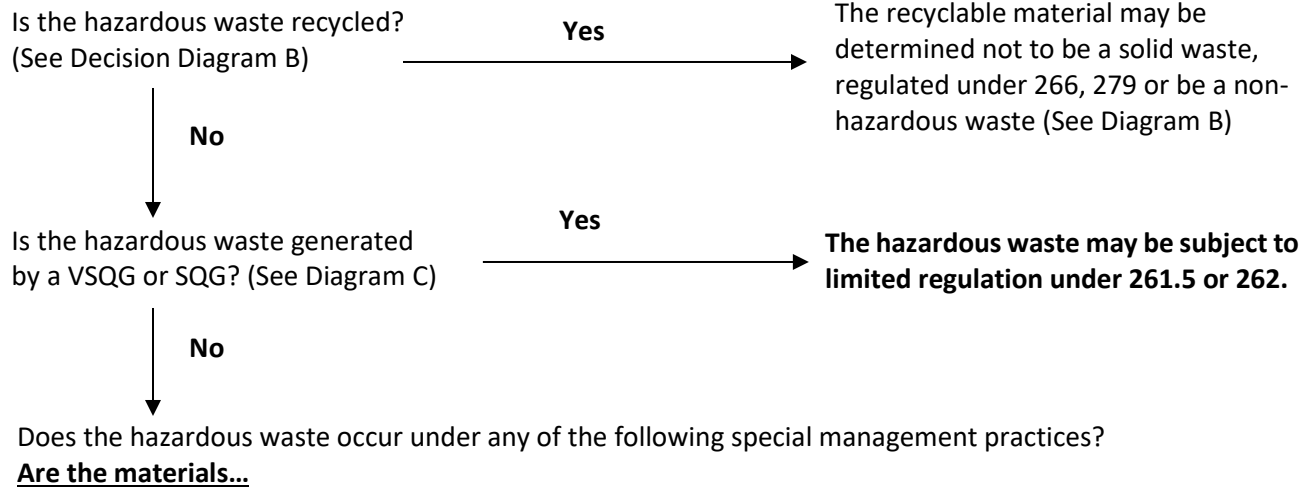 Is the hazardous waste recycled?
(See Decision Diagram B)
Yes
The recyclable material may be
determined not to be a solid waste,
regulated under 266, 279 or be a non-
hazardous waste (See Diagram B)
No
Is the hazardous waste generated
by a VSQG or SQG? (See Diagram C)
Yes
The hazardous waste may be subject to
limited regulation under 261.5 or 262.
No
Does the hazardous waste occur under any of the following special management practices?
Are the materials…